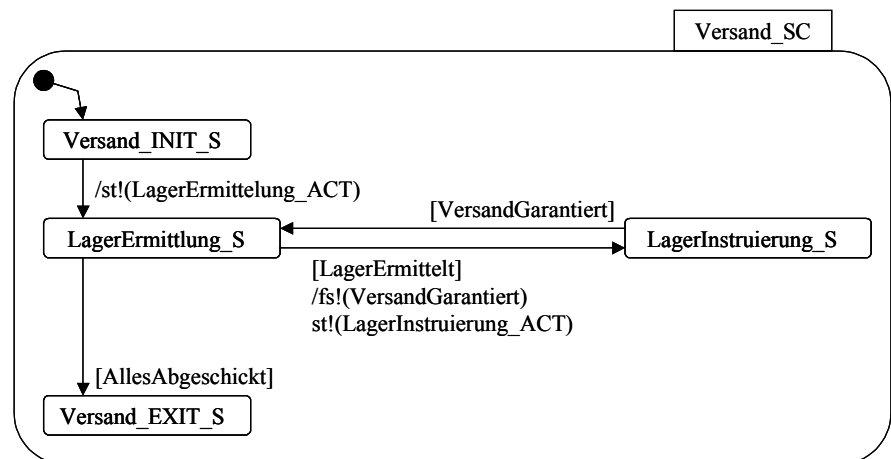 Versand_SC
Versand_INIT_S
/st!(LagerErmittelung_ACT)
[VersandGarantiert]
LagerErmittlung_S
LagerInstruierung_S
[LagerErmittelt]
/fs!(VersandGarantiert)
st!(LagerInstruierung_ACT)
[AllesAbgeschickt]
Versand_EXIT_S